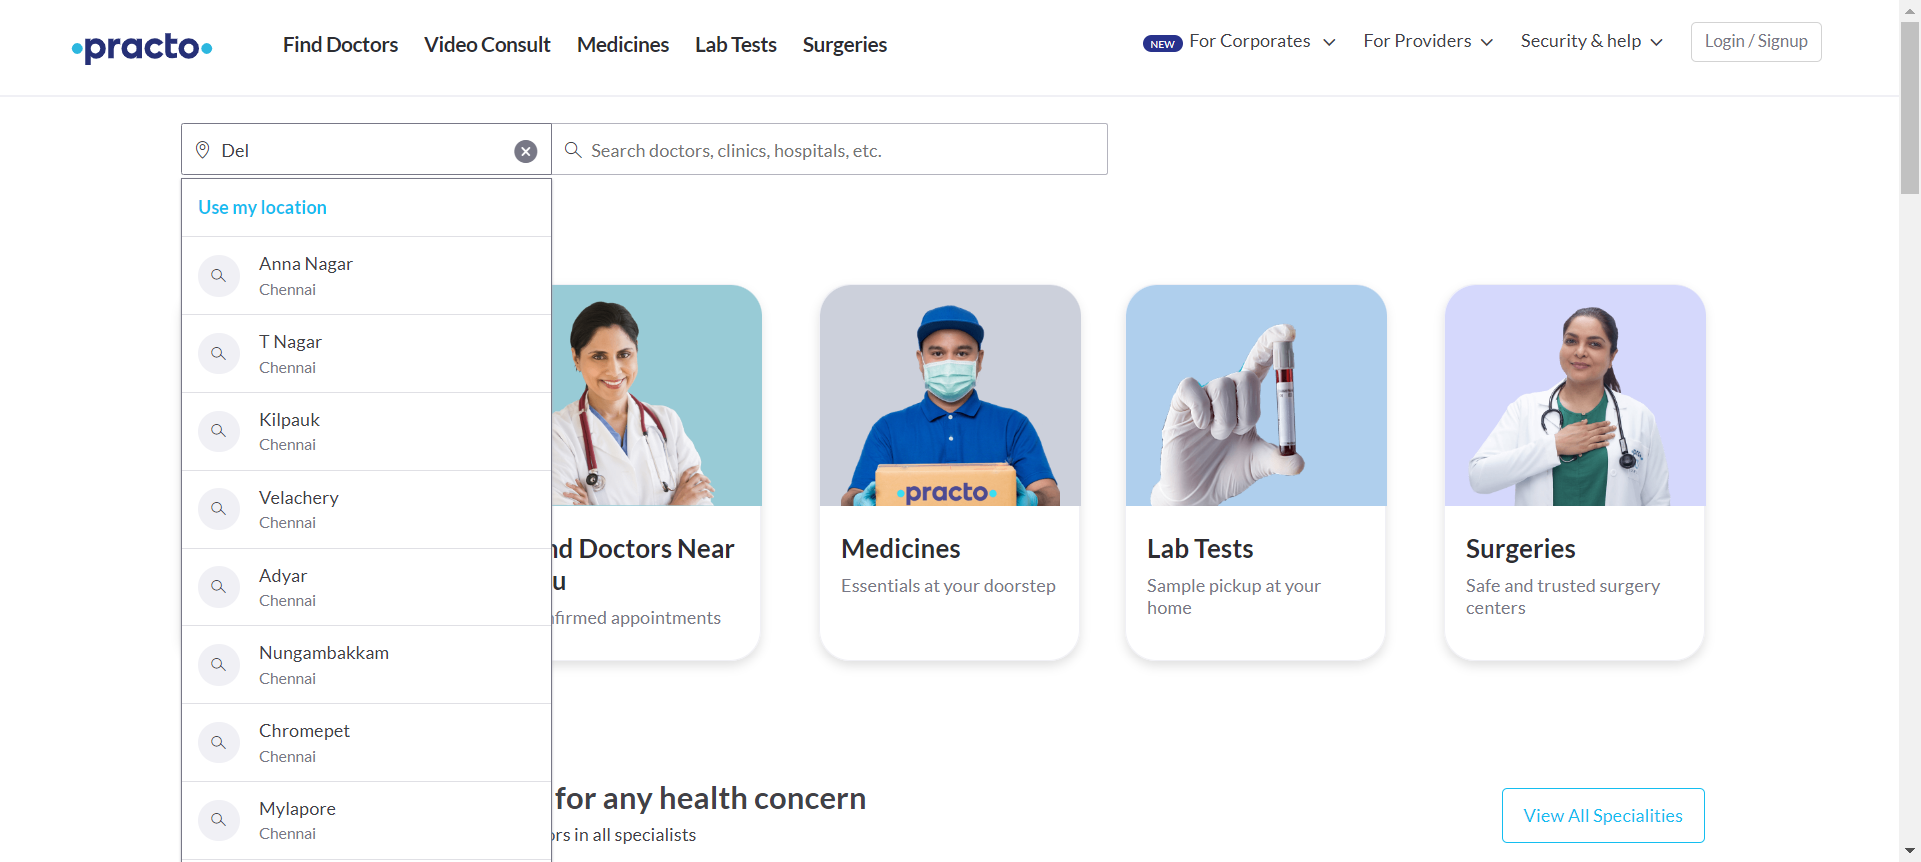 practo
Find Doctors
Video Consult
Medicines
Lab Tests
Surgeries
NEW
For Corporates
For Providers
Security & help
Login / Signup
Del
Search doctors, clinics, hospitals, etc.
Use my location
Anna Nagar
Chennai
T Nagar
Chennai
Kilpauk
Chennai
Velachery
Chennai
Adyar
Chennai
Nungambakkam
Chennai
Chromepet
Chennai
Mylapore
Chennai
practo
nd Doctors Near
u
nfirmed appointments
Medicines
Essentials at your doorstep
Lab Tests
Sample pickup at your
home
Surgeries
Safe and trusted surgery
centers
for any health concern
ors in all specialists
View All Specialities